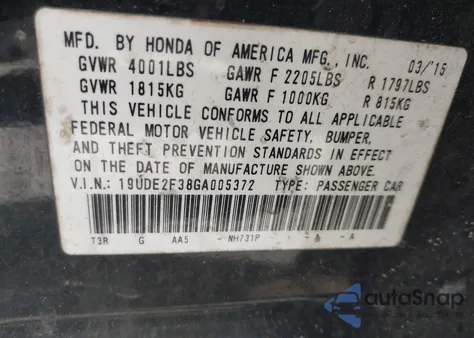 MFD. BY HONDA OF AMERICA MFG., INC. 03/'15
GVWR 4001LBS GAWR F 2205LBS R 1797LBS
GVWR 1815KG GAWR F 1000KG R 815KG
THIS VEHICLE CONFORMS TO ALL APPLICABLE
FEDERAL MOTOR VEHICLE SAFETY, BUMPER,
AND THEFT PREVENTION STANDARDS IN EFFECT
ON THE DATE OF MANUFACTURE SHOWN ABOVE.
V.I.N.: 19UDE2F38GA005372 TYPE: PASSENGER CAR
T3R G AA5 - NH731P - A - A
autoSnap